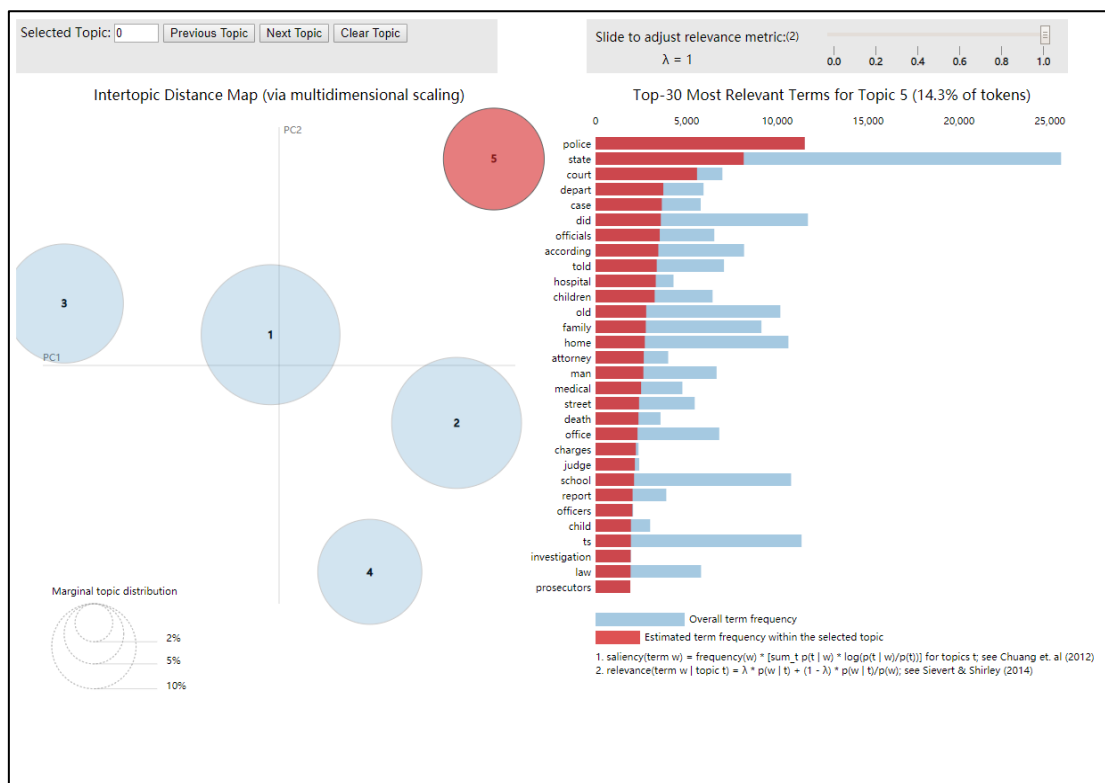 Selected Topic: 0 Previous Topic Next Topic Clear Topic
Slide to adjust relevance metric:(2)
λ = 1
0.0 0.2 0.4 0.6 0.8 1.0
Intertopic Distance Map (via multidimensional scaling)
PC2
PC1
5
3
1
2
4
Marginal topic distribution
2%
5%
10%
Top-30 Most Relevant Terms for Topic 5 (14.3% of tokens)
0 5,000 10,000 15,000 20,000 25,000
police
state
court
depart
case
did
officials
according
told
hospital
children
old
family
home
attorney
man
medical
street
death
office
charges
judge
school
report
officers
child
ts
investigation
law
prosecutors
Overall term frequency
Estimated term frequency within the selected topic
1. saliency(term w) = frequency(w) * [sum_t p(t | w) * log(p(t | w)/p(t))] for topics t; see Chuang et. al (2012)
2. relevance(term w | topic t) = λ * p(w | t) + (1 - λ) * p(w | t)/p(w); see Sievert & Shirley (2014)